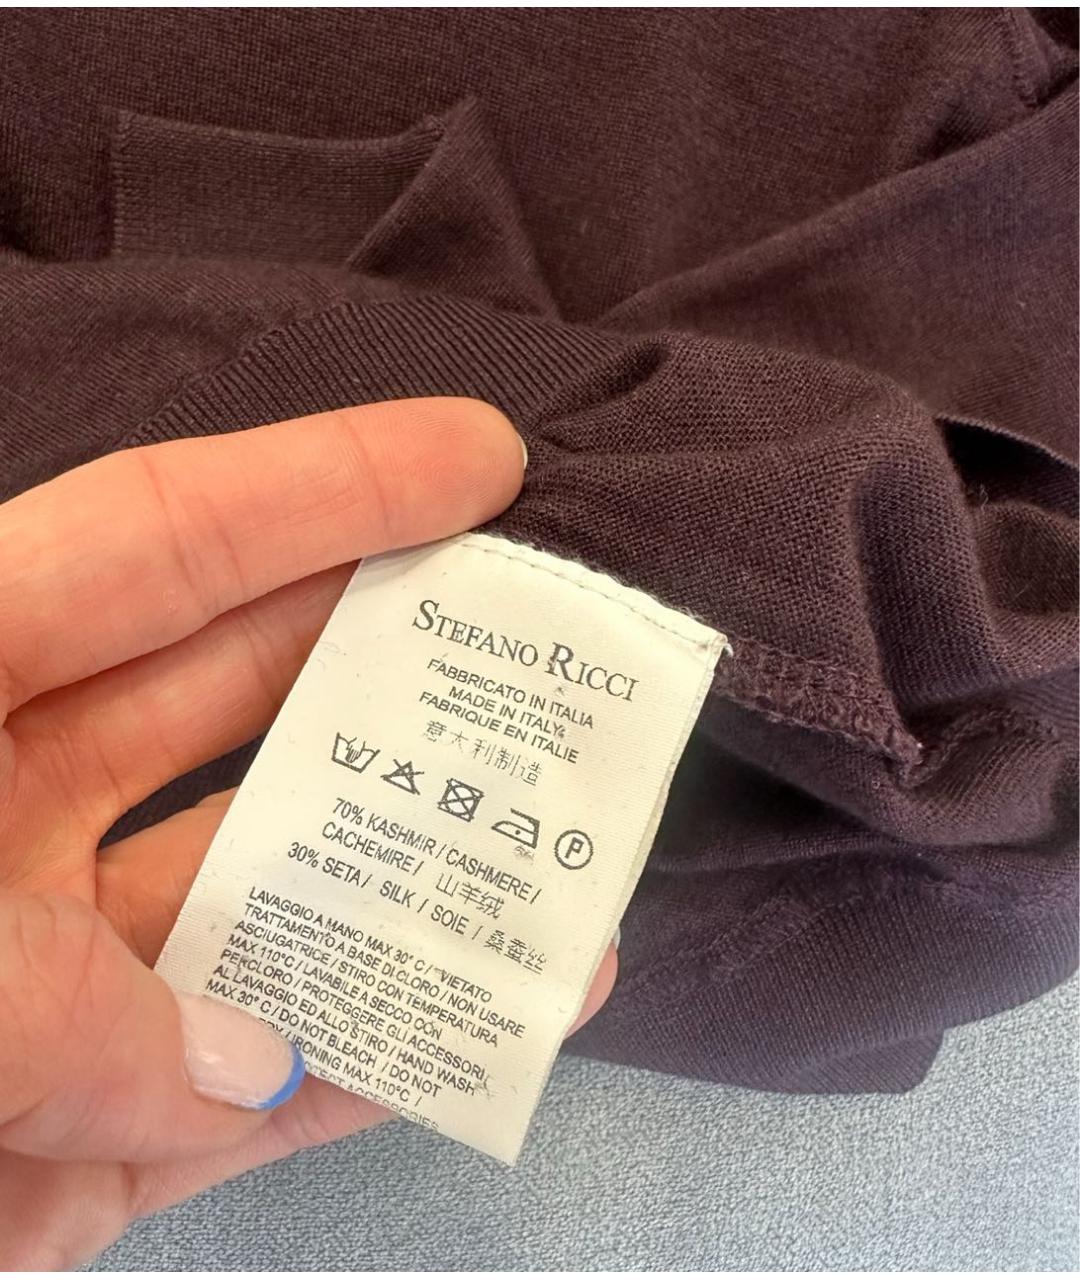 STEFANO RICCI
FABBRICATO IN ITALIA
MADE IN ITALY
FABRIQUE EN ITALIE
意大利制造
P
70% KASHMIR / CASHMERE /
CACHEMIRE / 山羊绒
30% SETA / SILK / SOIE / 桑蚕丝
LAVAGGIO A MANO MAX 30° C / VIETATO
TRATTAMENTO A BASE DI CLORO / NON USARE
ASCIUGATRICE / STIRO CON TEMPERATURA
MAX 110°C / LAVABILE A SECCO CON
PERCLORO / PROTEGGERE GLI ACCESSORI
AL LAVAGGIO ED ALLO STIRO / HAND WASH
MAX 30° C / DO NOT BLEACH / DO NOT
IRONING MAX 110°C /
ACCESSORIES